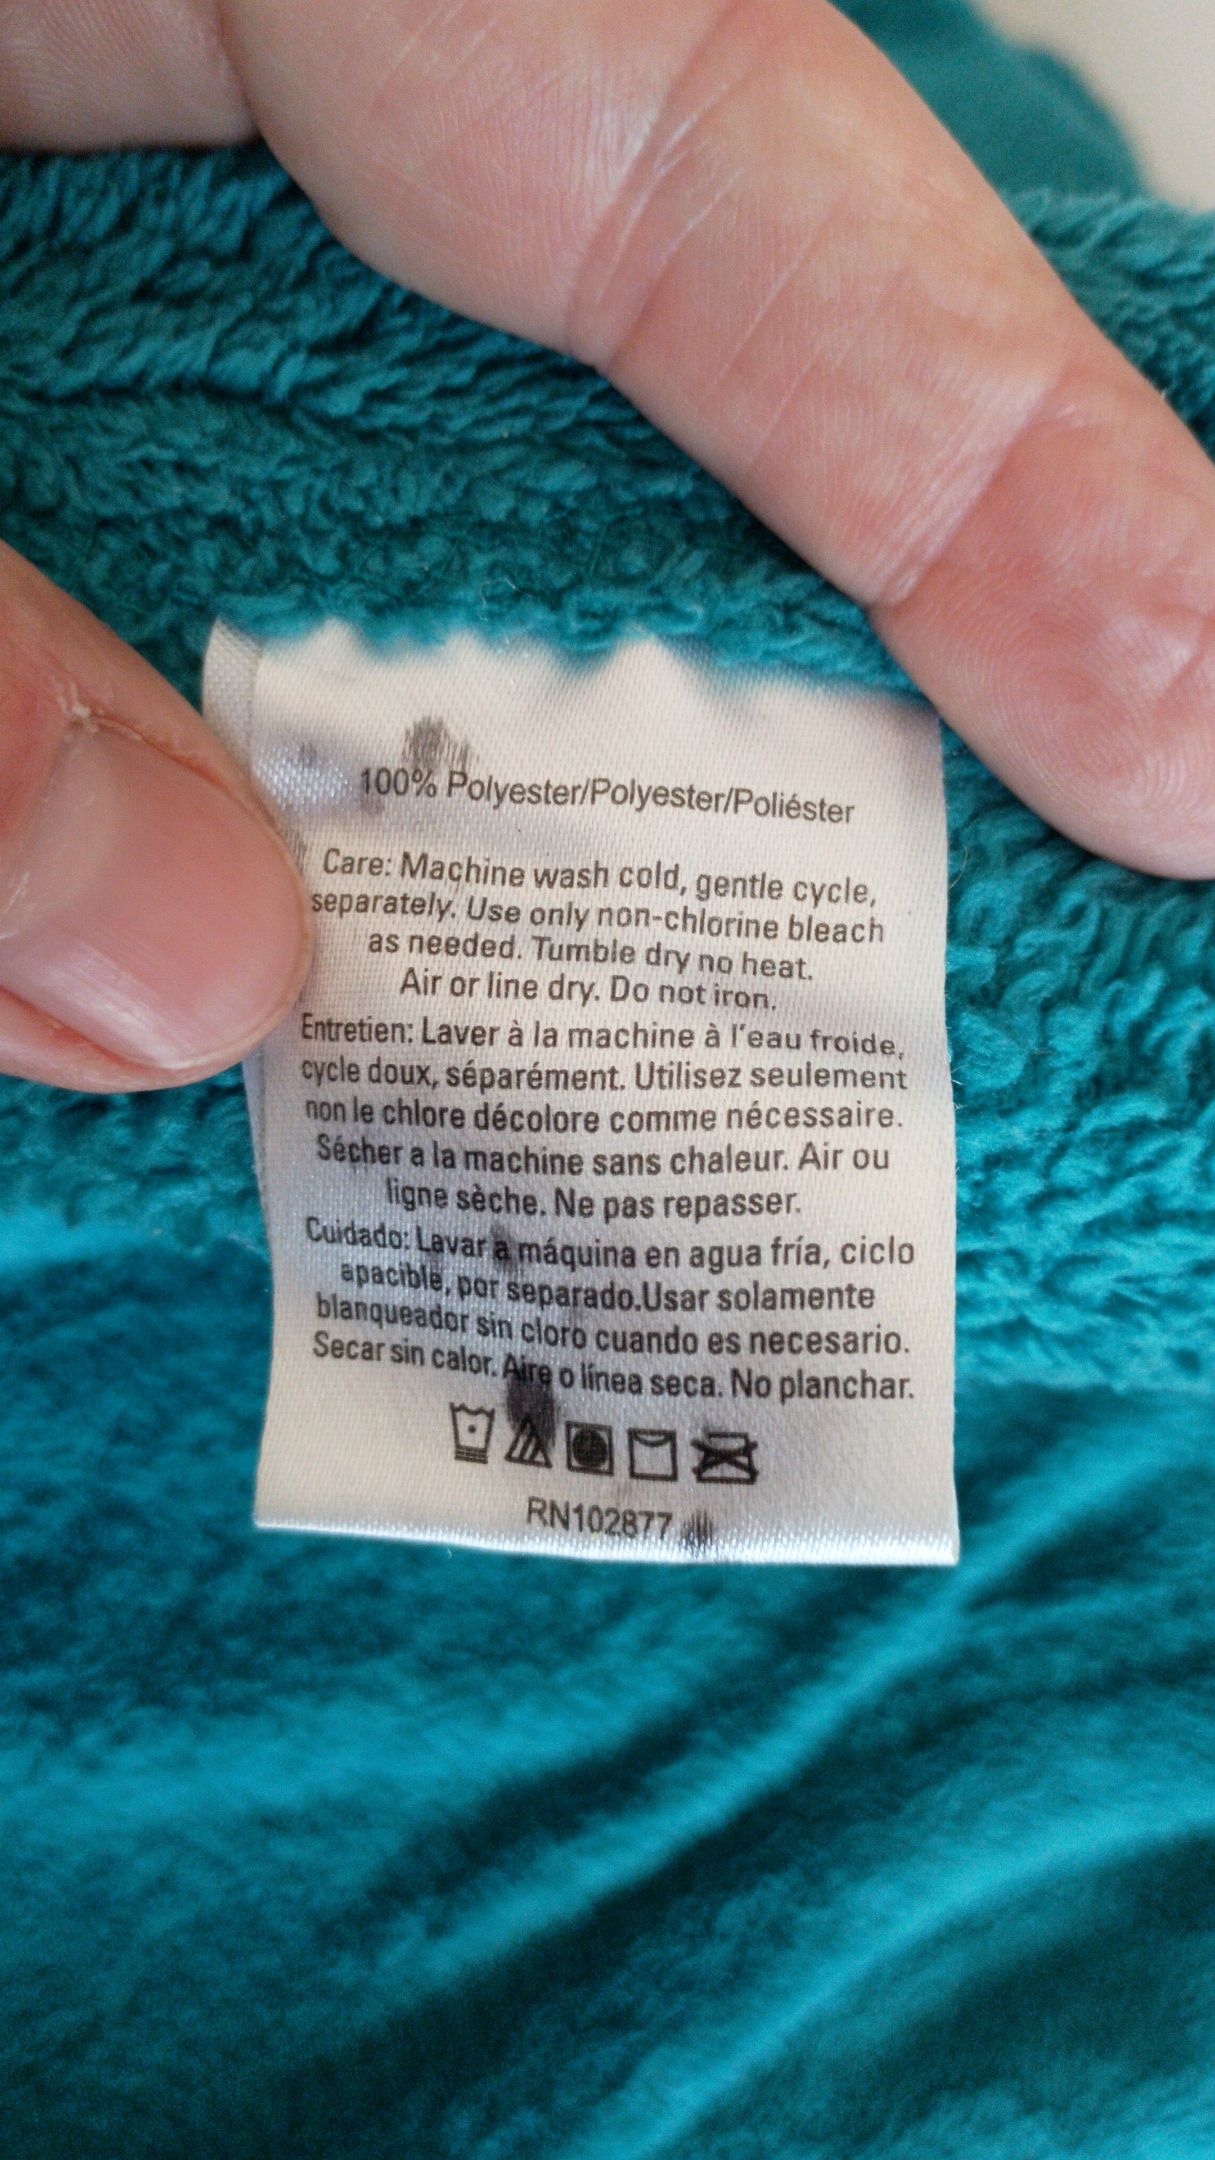 100% Polyester/Polyester/Poliéster
Care: Machine wash cold, gentle cycle,
separately. Use only non-chlorine bleach
as needed. Tumble dry no heat.
Air or line dry. Do not iron.
Entretien: Laver à la machine à l'eau froide,
cycle doux, séparément. Utilisez seulement
non le chlore décolore comme nécessaire.
Sécher a la machine sans chaleur. Air ou
ligne sèche. Ne pas repasser.
Cuidado: Lavar a máquina en agua fría, ciclo
apacible, por separado.Usar solamente
blanqueador sin cloro cuando es necesario.
Secar sin calor. Aire o línea seca. No planchar.
RN102877